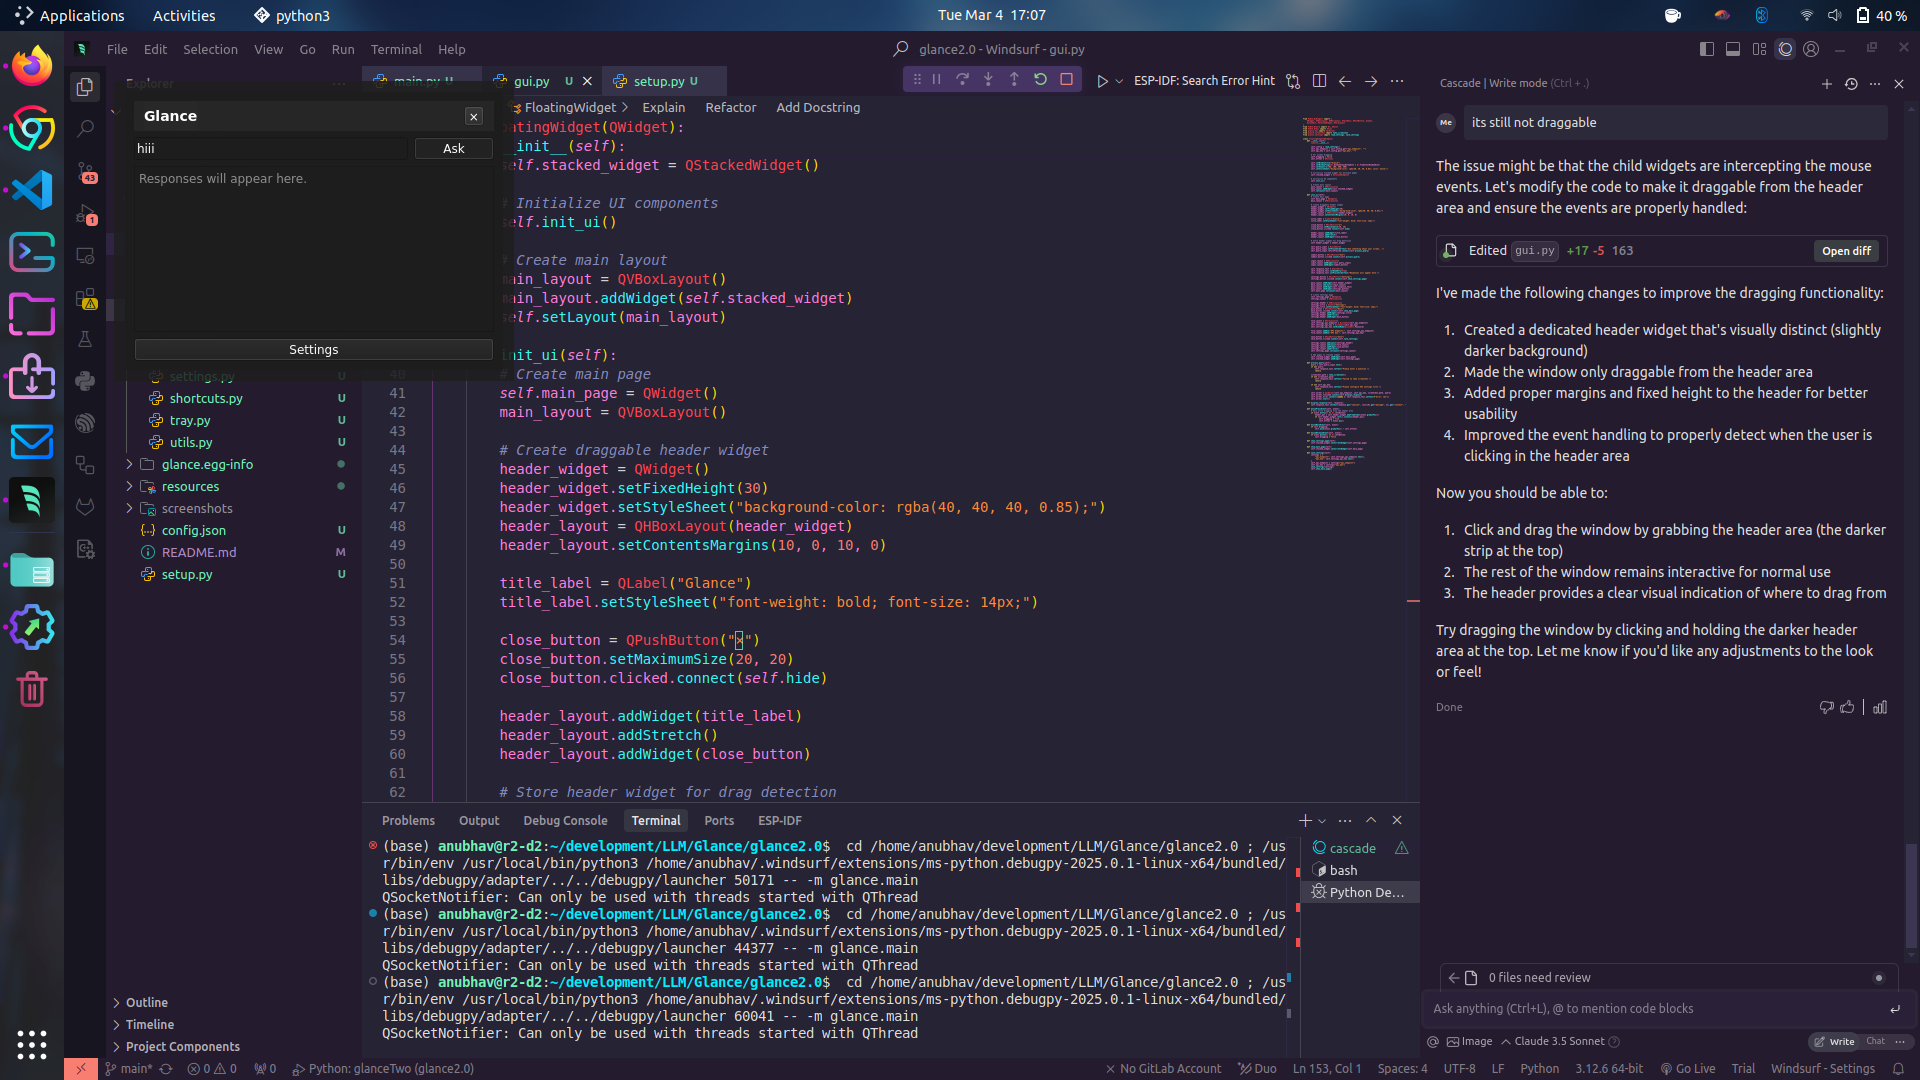 Applications Activities python3 Tue Mar 4 17:07 40 %
File Edit Selection View Go Run Terminal Help glance2.0 - Windsurf - gui.py
Explorer
main.py U gui.py U setup.py U
ESP-IDF: Search Error Hint
FloatingWidget Explain Refactor Add Docstring
Glance
×
hiii
Ask
Responses will appear here.
Settings
43
1
settings.py U
shortcuts.py U
tray.py U
utils.py U
glance.egg-info
resources
screenshots
config.json U
README.md M
setup.py U
Outline
Timeline
Project Components
atingWidget(QWidget):
_init__(self):
elf.stacked_widget = QStackedWidget()
Initialize UI components
elf.init_ui()
Create main layout
ain_layout = QVBoxLayout()
ain_layout.addWidget(self.stacked_widget)
elf.setLayout(main_layout)
nit_ui(self):
40 # Create main page
41 self.main_page = QWidget()
42 main_layout = QVBoxLayout()
43
44 # Create draggable header widget
45 header_widget = QWidget()
46 header_widget.setFixedHeight(30)
47 header_widget.setStyleSheet("background-color: rgba(40, 40, 40, 0.85);")
48 header_layout = QHBoxLayout(header_widget)
49 header_layout.setContentsMargins(10, 0, 10, 0)
50
51 title_label = QLabel("Glance")
52 title_label.setStyleSheet("font-weight: bold; font-size: 14px;")
53
54 close_button = QPushButton("×")
55 close_button.setMaximumSize(20, 20)
56 close_button.clicked.connect(self.hide)
57
58 header_layout.addWidget(title_label)
59 header_layout.addStretch()
60 header_layout.addWidget(close_button)
61
62 # Store header widget for drag detection
Problems Output Debug Console Terminal Ports ESP-IDF
(base) anubhav@r2-d2:~/development/LLM/Glance/glance2.0$ cd /home/anubhav/development/LLM/Glance/glance2.0 ; /us
r/bin/env /usr/local/bin/python3 /home/anubhav/.windsurf/extensions/ms-python.debugpy-2025.0.1-linux-x64/bundled/
libs/debugpy/adapter/../../debugpy/launcher 50171 -- -m glance.main
QSocketNotifier: Can only be used with threads started with QThread
(base) anubhav@r2-d2:~/development/LLM/Glance/glance2.0$ cd /home/anubhav/development/LLM/Glance/glance2.0 ; /us
r/bin/env /usr/local/bin/python3 /home/anubhav/.windsurf/extensions/ms-python.debugpy-2025.0.1-linux-x64/bundled/
libs/debugpy/adapter/../../debugpy/launcher 44377 -- -m glance.main
QSocketNotifier: Can only be used with threads started with QThread
(base) anubhav@r2-d2:~/development/LLM/Glance/glance2.0$ cd /home/anubhav/development/LLM/Glance/glance2.0 ; /us
r/bin/env /usr/local/bin/python3 /home/anubhav/.windsurf/extensions/ms-python.debugpy-2025.0.1-linux-x64/bundled/
libs/debugpy/adapter/../../debugpy/launcher 60041 -- -m glance.main
QSocketNotifier: Can only be used with threads started with QThread
cascade
bash
Python De...
Cascade | Write mode (Ctrl + .)
Me its still not draggable
The issue might be that the child widgets are intercepting the mouse
events. Let's modify the code to make it draggable from the header
area and ensure the events are properly handled:
Edited gui.py +17 -5 163 Open diff
I've made the following changes to improve the dragging functionality:
1. Created a dedicated header widget that's visually distinct (slightly
darker background)
2. Made the window only draggable from the header area
3. Added proper margins and fixed height to the header for better
usability
4. Improved the event handling to properly detect when the user is
clicking in the header area
Now you should be able to:
1. Click and drag the window by grabbing the header area (the darker
strip at the top)
2. The rest of the window remains interactive for normal use
3. The header provides a clear visual indication of where to drag from
Try dragging the window by clicking and holding the darker header
area at the top. Let me know if you'd like any adjustments to the look
or feel!
Done
0 files need review
Ask anything (Ctrl+L), @ to mention code blocks
Image Claude 3.5 Sonnet Write Chat
main* 0 0 0 Python: glanceTwo (glance2.0) No GitLab Account Duo Ln 153, Col 1 Spaces: 4 UTF-8 LF Python 3.12.6 64-bit Go Live Trial Windsurf - Settings